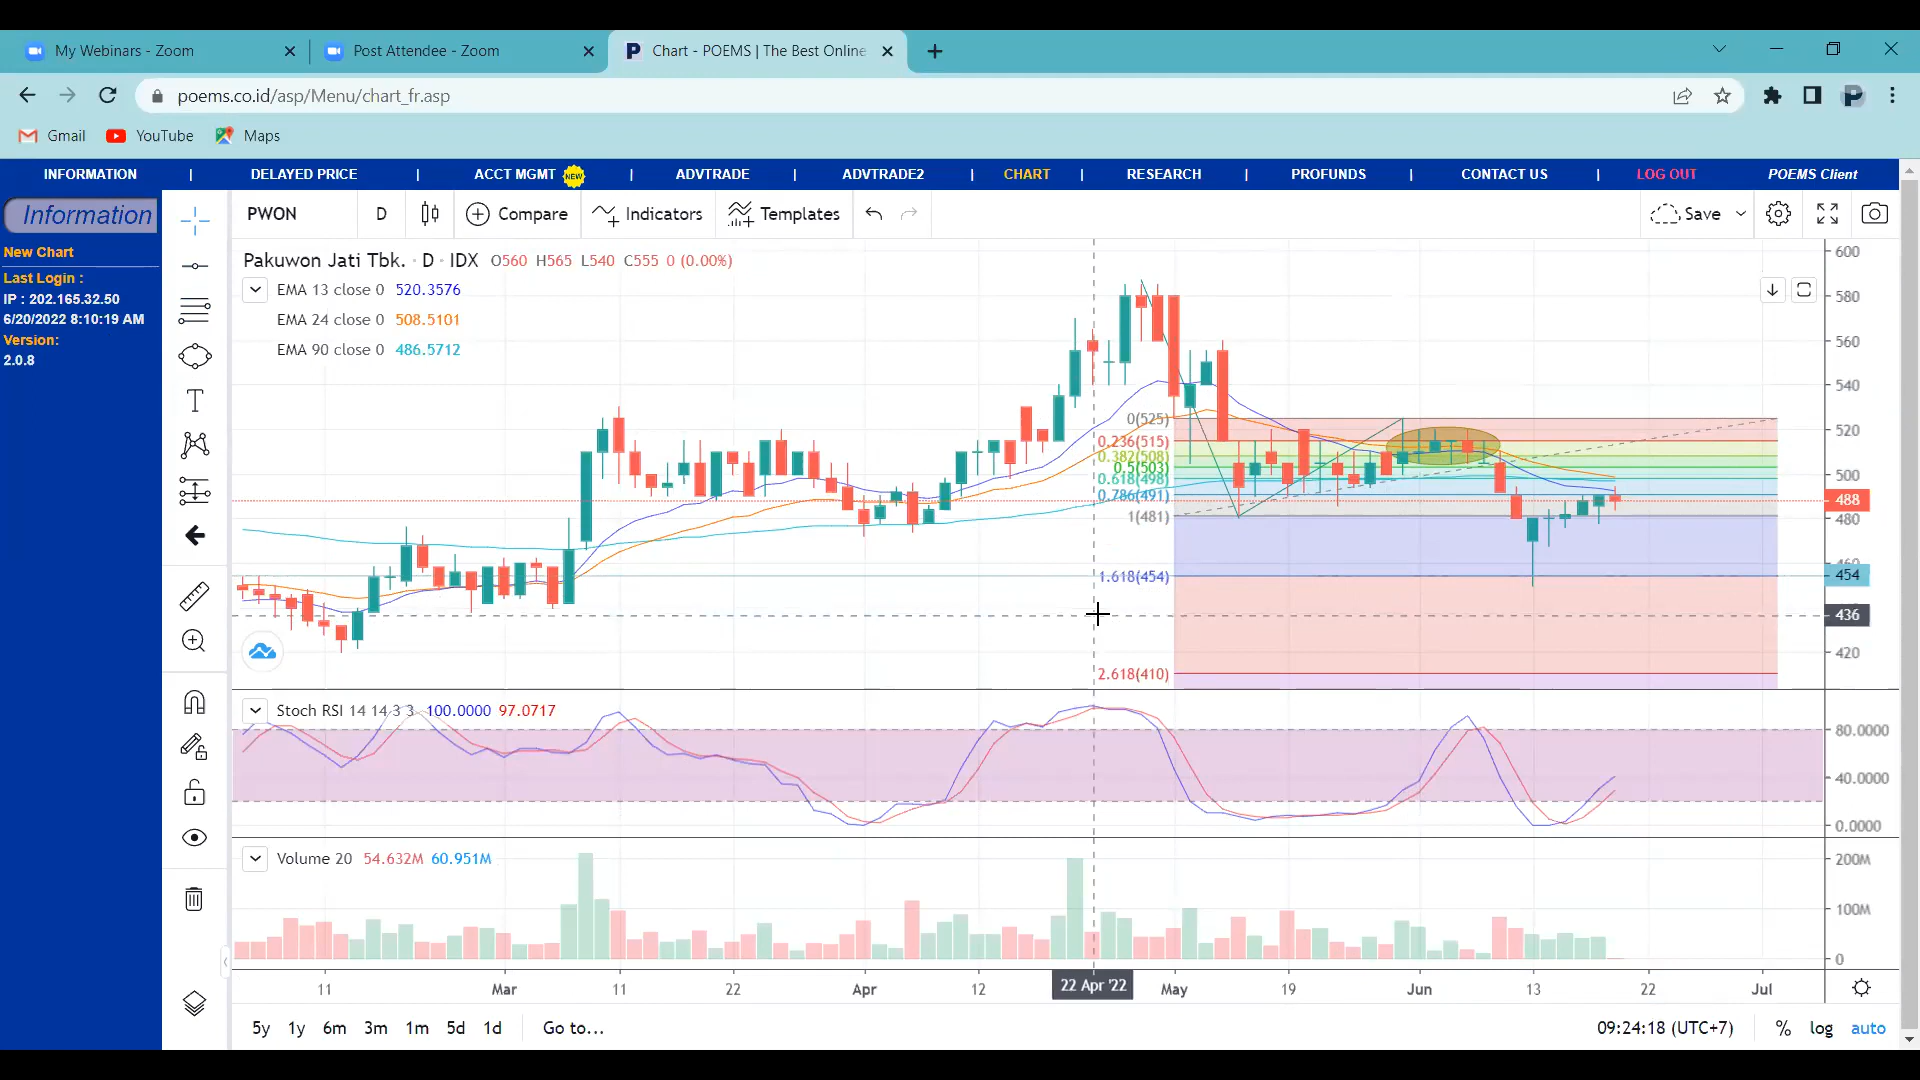 My Webinars - Zoom
Post Attendee - Zoom
P Chart - POEMS | The Best Online
poems.co.id/asp/Menu/chart_fr.asp
Gmail YouTube Maps
INFORMATION | DELAYED PRICE | ACCT MGMT NEW | ADVTRADE | ADVTRADE2 | CHART | RESEARCH | PROFUNDS | CONTACT US | LOG OUT POEMS Client
Information
New Chart
Last Login :
IP : 202.165.32.50
6/20/2022 8:10:19 AM
Version:
2.0.8
PWON D Compare Indicators Templates Save
Pakuwon Jati Tbk. · D · IDX O560 H565 L540 C555 0 (0.00%)
EMA 13 close 0 520.3576
EMA 24 close 0 508.5101
EMA 90 close 0 486.5712
0(525)
0.236(515)
0.382(508)
0.5(503)
0.618(498)
0.786(491)
1(481)
1.618(454)
2.618(410)
600
580
560
540
520
500
488
480
460
454
436
420
Stoch RSI 14 14 3 3 100.0000 97.0717
80.0000
40.0000
0.0000
Volume 20 54.632M 60.951M
200M
100M
0
11 Mar 11 22 Apr 12 22 Apr '22 May 19 Jun 13 22 Jul
5y 1y 6m 3m 1m 5d 1d Go to... 09:24:18 (UTC+7) % log auto